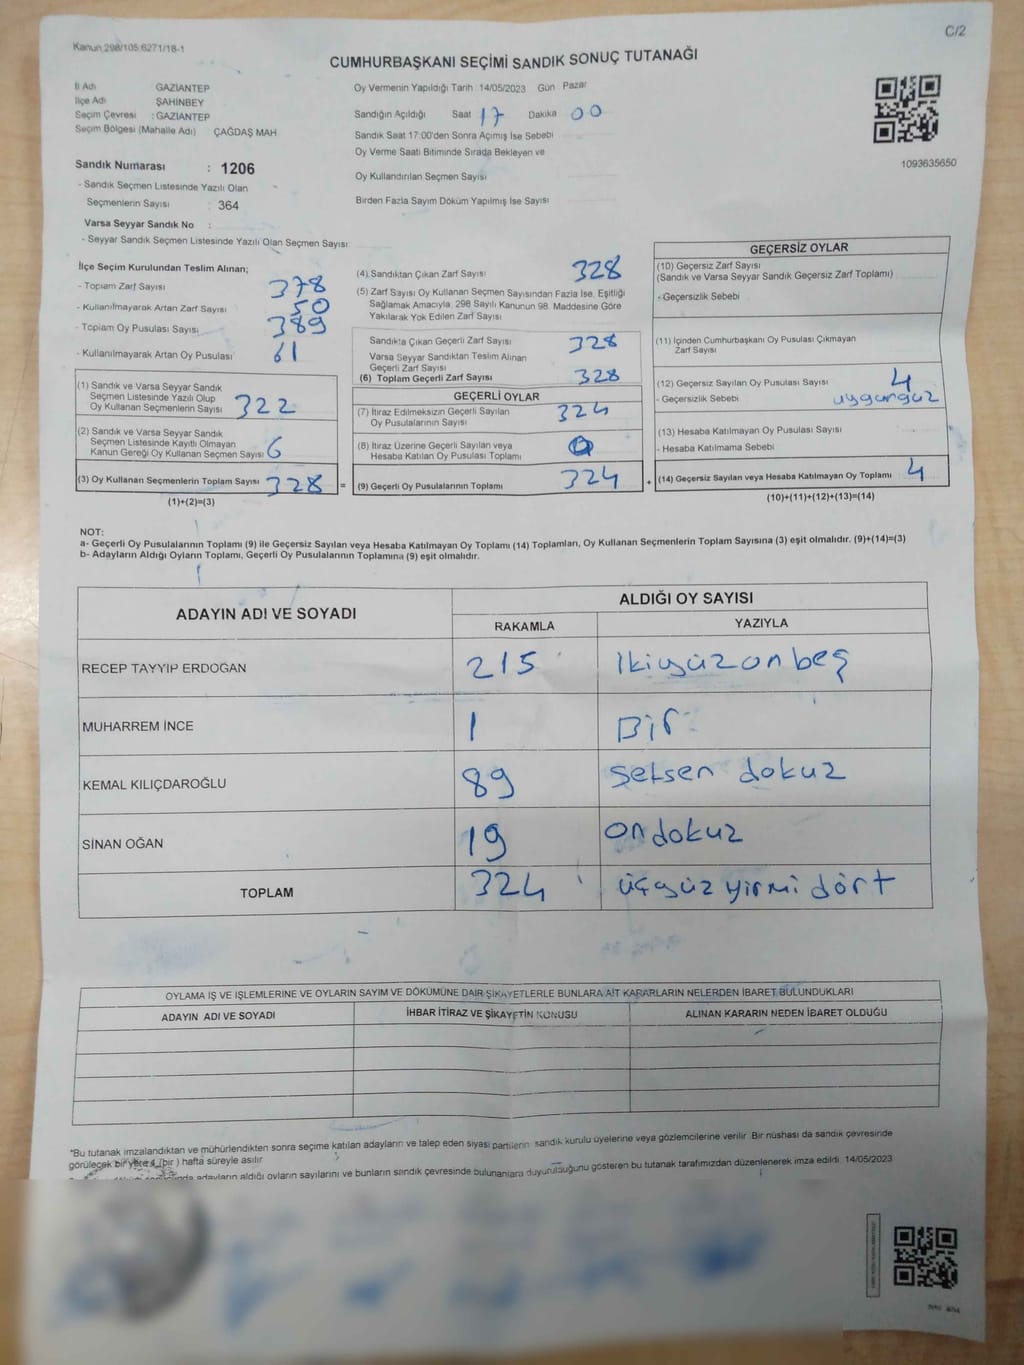 Kanun 298/105 6271/18-1
C/2
CUMHURBAŞKANI SEÇİMİ SANDIK SONUÇ TUTANAĞI
İl Adı GAZİANTEP
İlçe Adı ŞAHİNBEY
Seçim Çevresi : GAZİANTEP
Seçim Bölgesi (Mahalle Adı) ÇAĞDAŞ MAH
Sandık Numarası : 1206
- Sandık Seçmen Listesinde Yazılı Olan
Seçmenlerin Sayısı : 364
Varsa Seyyar Sandık No :
- Seyyar Sandık Seçmen Listesinde Yazılı Olan Seçmen Sayısı
Oy Vermenin Yapıldığı Tarih 14/05/2023 Gün Pazar
Sandığın Açıldığı Saat 17 Dakika 00
Sandık Saat 17:00'den Sonra Açımış İse Sebebi
Oy Verme Saati Bitiminde Sırada Bekleyen ve
Oy Kullandırılan Seçmen Sayısı
Birden Fazla Sayım Döküm Yapılmış İse Sayısı
1093635650
İlçe Seçim Kurulundan Teslim Alınan;
- Toplam Zarf Sayısı 378
- Kullanılmayarak Artan Zarf Sayısı 50
- Toplam Oy Pusulası Sayısı 389
- Kullanılmayarak Artan Oy Pusulası 61
(1) Sandık ve Varsa Seyyar Sandık
Seçmen Listesinde Yazılı Olup
Oy Kullanan Seçmenlerin Sayısı 322
(2) Sandık ve Varsa Seyyar Sandık
Seçmen Listesinde Kayıtlı Olmayan
Kanun Gereği Oy Kullanan Seçmen Sayısı 6
(3) Oy Kullanan Seçmenlerin Toplam Sayısı 328 =
(1)+(2)=(3)
(4) Sandıktan Çıkan Zarf Sayısı 328
(5) Zarf Sayısı Oy Kullanan Seçmen Sayısından Fazla İse, Eşitliği
Sağlamak Amacıyla, 298 Sayılı Kanunun 98. Maddesine Göre
Yakılarak Yok Edilen Zarf Sayısı
Sandıkta Çıkan Geçerli Zarf Sayısı 328
Varsa Seyyar Sandıktan Teslim Alınan
Geçerli Zarf Sayısı
(6) Toplam Geçerli Zarf Sayısı 328
GEÇERLİ OYLAR
(7) İtiraz Edilmeksizin Geçerli Sayılan
Oy Pusulalarının Sayısı 324
(8) İtiraz Üzerine Geçerli Sayılan veya
Hesaba Katılan Oy Pusulası Toplamı 0
(9) Geçerli Oy Pusulalarının Toplamı 324 +
GEÇERSİZ OYLAR
(10) Geçersiz Zarf Sayısı
(Sandık ve Varsa Seyyar Sandık Geçersiz Zarf Toplamı)
- Geçersizlik Sebebi
(11) İçinden Cumhurbaşkanı Oy Pusulası Çıkmayan
Zarf Sayısı
(12) Geçersiz Sayılan Oy Pusulası Sayısı 4
- Geçersizlik Sebebi
(13) Hesaba Katılmayan Oy Pusulası Sayısı
- Hesaba Katılmama Sebebi
(14) Geçersiz Sayılan veya Hesaba Katılmayan Oy Toplamı 4
(10)+(11)+(12)+(13)=(14)
NOT:
a- Geçerli Oy Pusulalarının Toplamı (9) ile Geçersiz Sayılan veya Hesaba Katılmayan Oy Toplamı (14) Toplamları, Oy Kullanan Seçmenlerin Toplam Sayısına (3) eşit olmalıdır. (9)+(14)=(3)
b- Adayların Aldığı Oyların Toplamı, Geçerli Oy Pusulalarının Toplamına (9) eşit olmalıdır.
ADAYIN ADI VE SOYADI ALDIĞI OY SAYISI
RAKAMLA YAZIYLA
RECEP TAYYİP ERDOĞAN 215 ikiyüzonbeş
MUHARREM İNCE 1 Bir
KEMAL KILIÇDAROĞLU 89 Seksen dokuz
SİNAN OĞAN 19 on dokuz
TOPLAM 324 üçyüz yirmi dört
OYLAMA İŞ VE İŞLEMLERİNE VE OYLARIN SAYIM VE DÖKÜMÜNE DAİR ŞİKAYETLERLE BUNLARA AİT KARARLARIN NELERDEN İBARET BULUNDUKLARI
ADAYIN ADI VE SOYADI İHBAR İTİRAZ VE ŞİKAYETİN KONUSU ALINAN KARARIN NEDEN İBARET OLDUĞU
*Bu tutanak imzalandıktan ve mühürlendikten sonra seçime katılan adayların ve talep eden siyasi partilerin sandık kurulu üyelerine veya gözlemcilerine verilir. Bir nüshası da sandık çevresinde
görülecek bir yere 1 (bir) hafta süreyle asılır
adayların aldığı oyların sayılarını ve bunların sandık çevresinde bulunanlara duyurulduğunu gösteren bu tutanak tarafımızdan düzenlenerek imza edildi. 14/05/2023